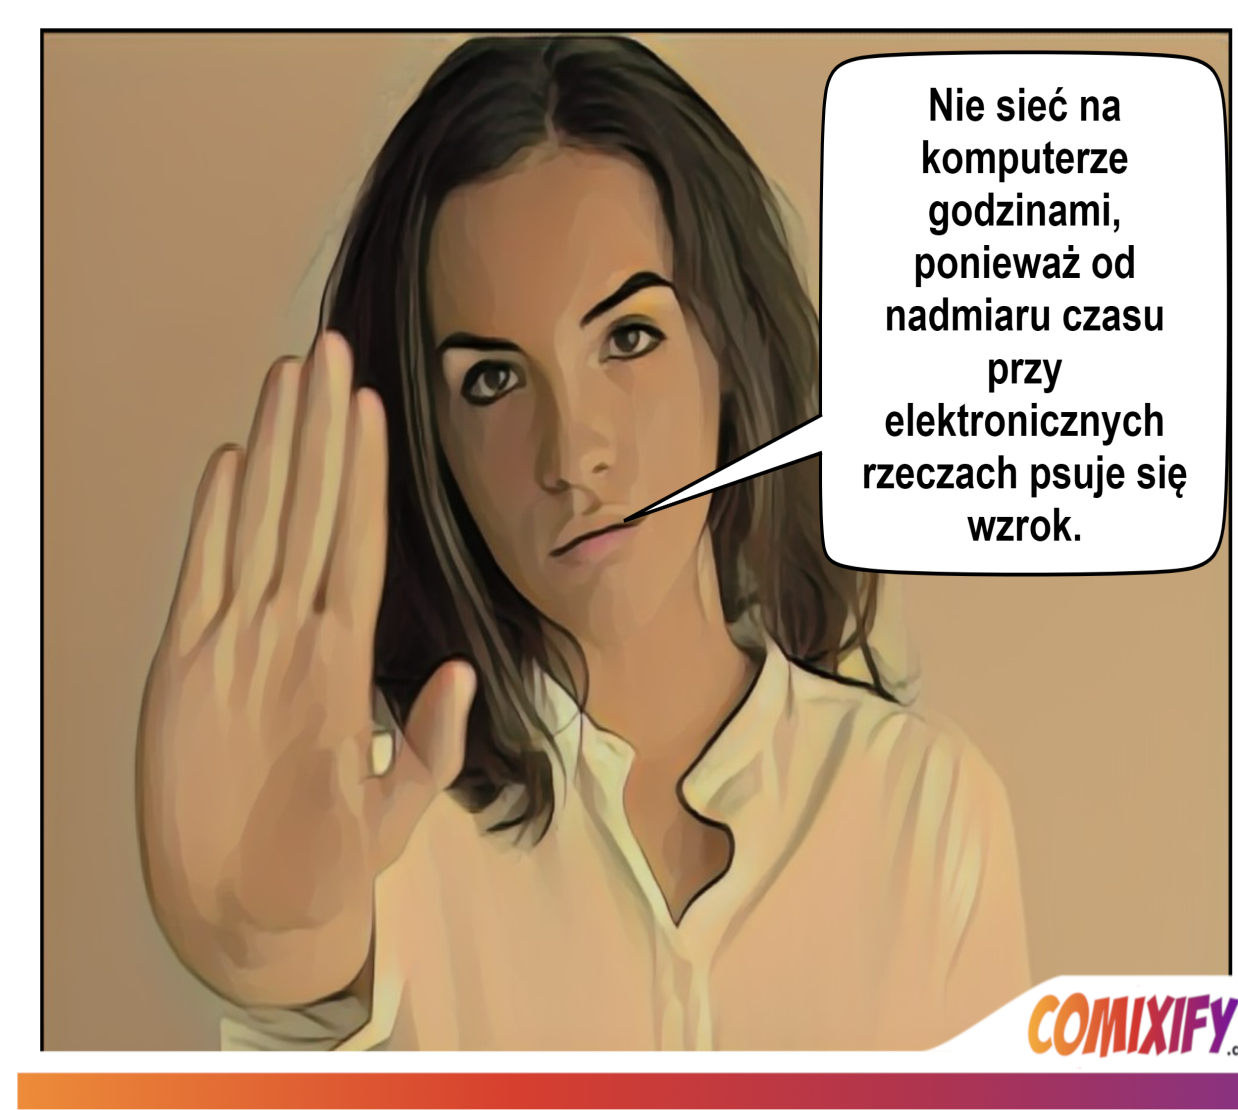 Nie sieć na
komputerze
godzinami,
ponieważ od
nadmiaru czasu
przy
elektronicznych
rzeczach psuje się
wzrok.
COMIXIFY